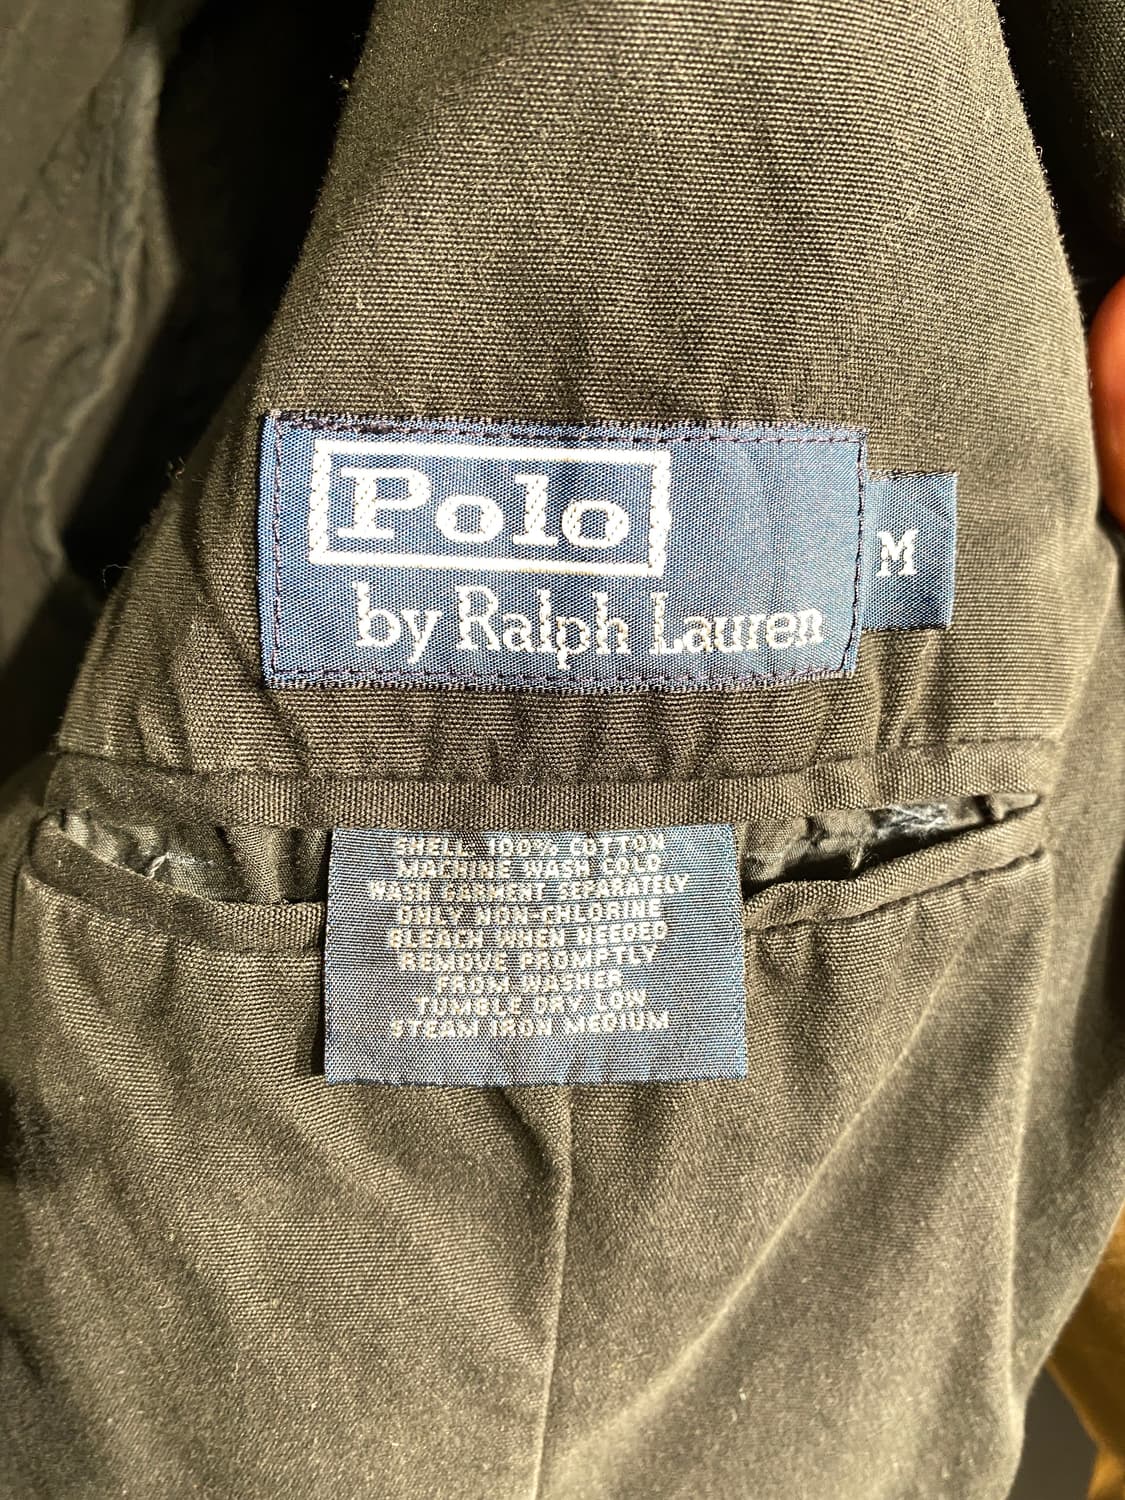 Polo
by Ralph Lauren
M
SHELL 100% COTTON
MACHINE WASH COLD
WASH GARMENT SEPARATELY
ONLY NON-CHLORINE
BLEACH WHEN NEEDED
REMOVE PROMPTLY
FROM WASHER
TUMBLE DRY LOW
STEAM IRON MEDIUM